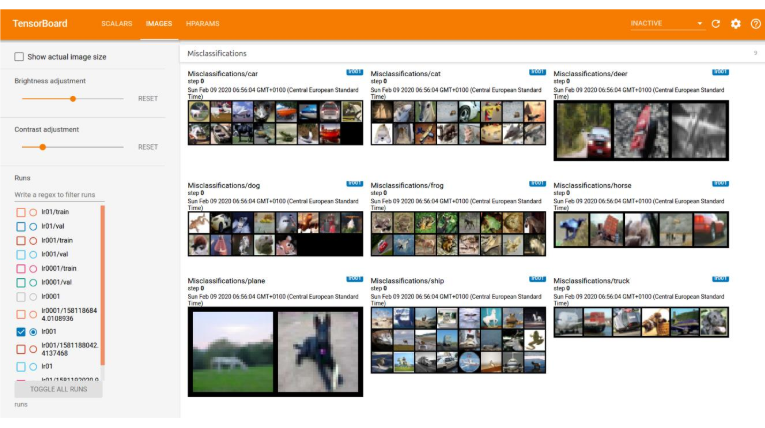 TensorBoard SCALARS IMAGES HPARAMS INACTIVE
Show actual image size
Brightness adjustment
RESET
Contrast adjustment
RESET
Runs
Write a regex to filter runs
lr01/train
lr01/val
lr001/train
lr001/val
lr0001/train
lr0001/val
lr0001
lr0001/158118684
4.0108936
lr001
lr001/1581188042.
4137468
lr01
lr01/1581192020.9
TOGGLE ALL RUNS
runs
Misclassifications
Misclassifications/car lr001
step 0
Sun Feb 09 2020 06:56:04 GMT+0100 (Central European Standard
Time)
Misclassifications/cat lr001
step 0
Sun Feb 09 2020 06:56:04 GMT+0100 (Central European Standard
Time)
Misclassifications/deer lr001
step 0
Sun Feb 09 2020 06:56:04 GMT+0100 (Central European Standard
Time)
Misclassifications/dog lr001
step 0
Sun Feb 09 2020 06:56:04 GMT+0100 (Central European Standard
Time)
Misclassifications/frog lr001
step 0
Sun Feb 09 2020 06:56:04 GMT+0100 (Central European Standard
Time)
Misclassifications/horse lr001
step 0
Sun Feb 09 2020 06:56:04 GMT+0100 (Central European Standard
Time)
Misclassifications/plane lr001
step 0
Sun Feb 09 2020 06:56:04 GMT+0100 (Central European Standard
Time)
Misclassifications/ship lr001
step 0
Sun Feb 09 2020 06:56:04 GMT+0100 (Central European Standard
Time)
Misclassifications/truck lr001
step 0
Sun Feb 09 2020 06:56:04 GMT+0100 (Central European Standard
Time)